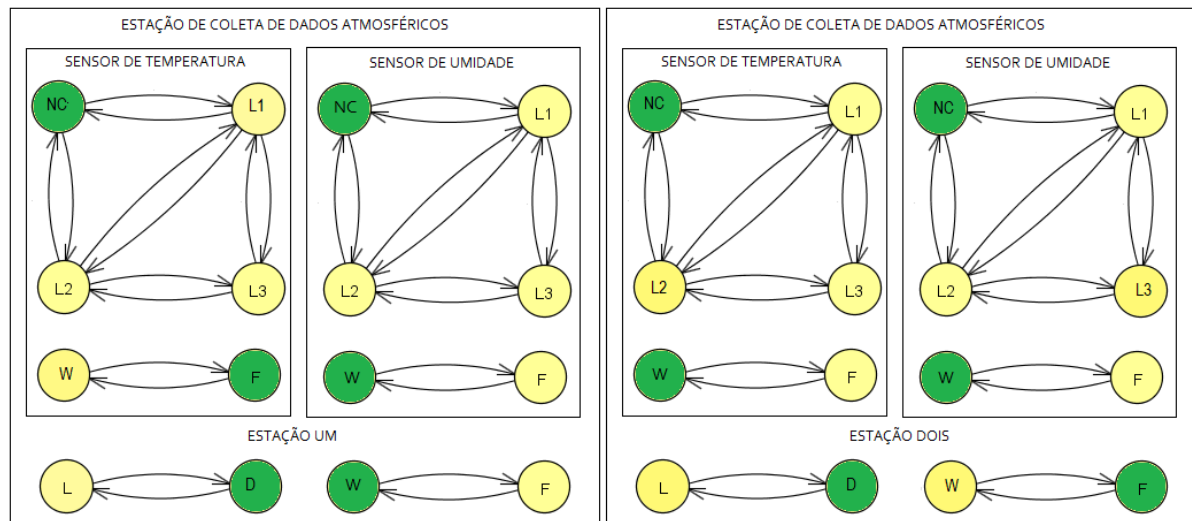 ESTAÇÃO DE COLETA DE DADOS ATMOSFÉRICOS
SENSOR DE TEMPERATURA
NC
L1
L2
L3
W
F
SENSOR DE UMIDADE
NC
L1
L2
L3
W
F
ESTAÇÃO UM
L
D
W
F
ESTAÇÃO DE COLETA DE DADOS ATMOSFÉRICOS
SENSOR DE TEMPERATURA
NC
L1
L2
L3
W
F
SENSOR DE UMIDADE
NC
L1
L2
L3
W
F
ESTAÇÃO DOIS
L
D
W
F